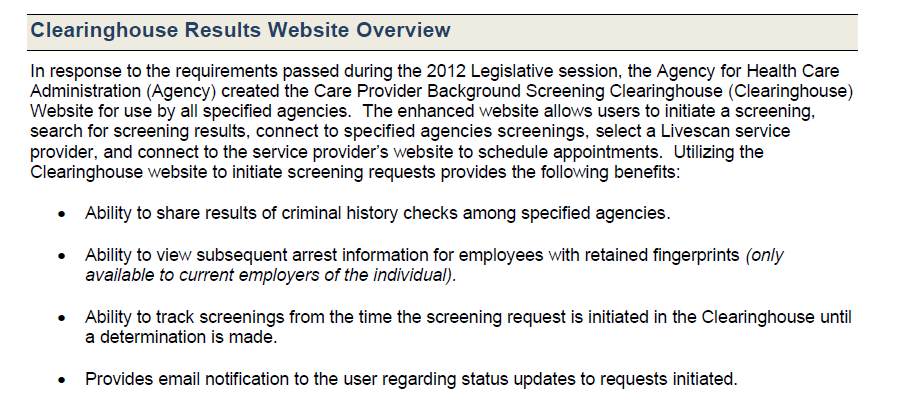 Clearinghouse Results Website Overview
In response to the requirements passed during the 2012 Legislative session, the Agency for Health Care
Administration (Agency) created the Care Provider Background Screening Clearinghouse (Clearinghouse)
Website for use by all specified agencies.  The enhanced website allows users to initiate a screening,
search for screening results, connect to specified agencies screenings, select a Livescan service
provider, and connect to the service provider's website to schedule appointments.  Utilizing the
Clearinghouse website to initiate screening requests provides the following benefits:
• Ability to share results of criminal history checks among specified agencies.
• Ability to view subsequent arrest information for employees with retained fingerprints (only
available to current employers of the individual).
• Ability to track screenings from the time the screening request is initiated in the Clearinghouse until
a determination is made.
• Provides email notification to the user regarding status updates to requests initiated.